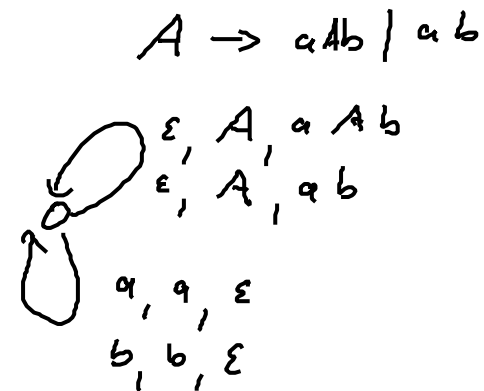 A → aAb | ab
ε, A, aAb
ε, A, ab
a, a, ε
b, b, ε